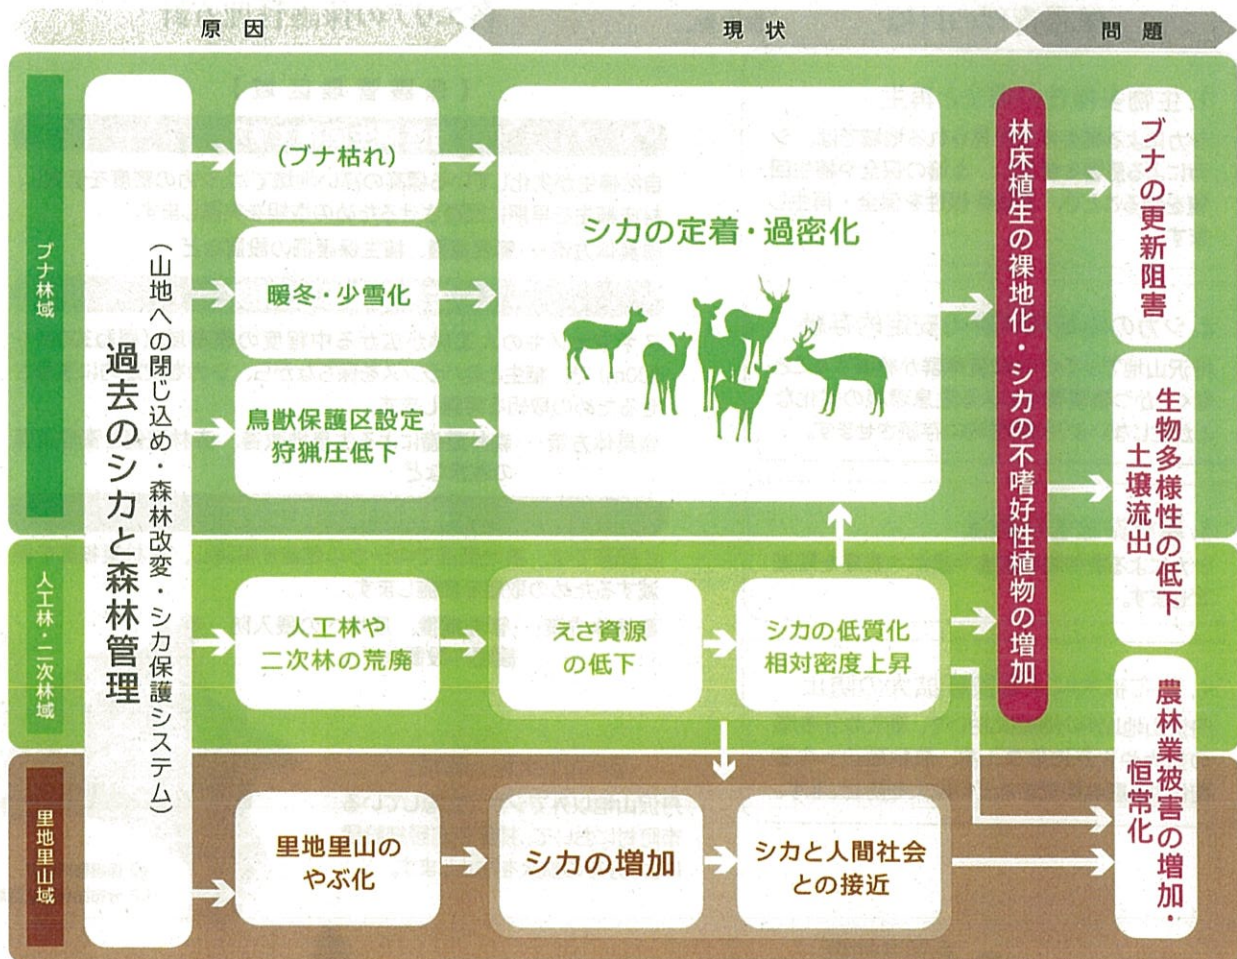 原因
現状
問題
ブナ林域
人工林・二次林域
里地里山域
過去のシカと森林管理
(山地への閉じ込め・森林改変・シカ保護システム)
(ブナ枯れ)
暖冬・少雪化
鳥獣保護区設定
狩猟圧低下
シカの定着・過密化
人工林や
二次林の荒廃
えさ資源
の低下
シカの低質化
相対密度上昇
里地里山の
やぶ化
シカの増加
シカと人間社会
との接近
林床植生の裸地化・シカの不嗜好性植物の増加
ブナの更新阻害
生物多様性の低下
土壌流出
農林業被害の増加・
恒常化